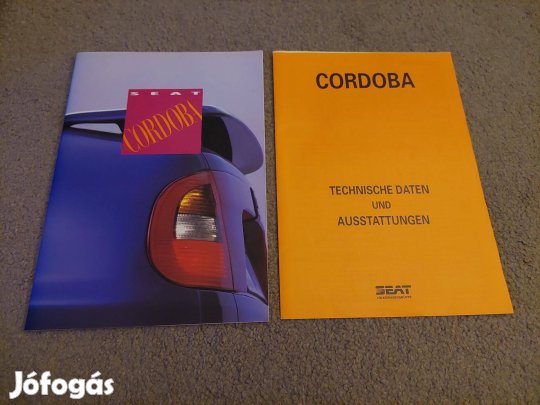 SEAT
CORDOBA
CORDOBA
TECHNISCHE DATEN
UND
AUSSTATTUNGEN
SEAT
Jófogás